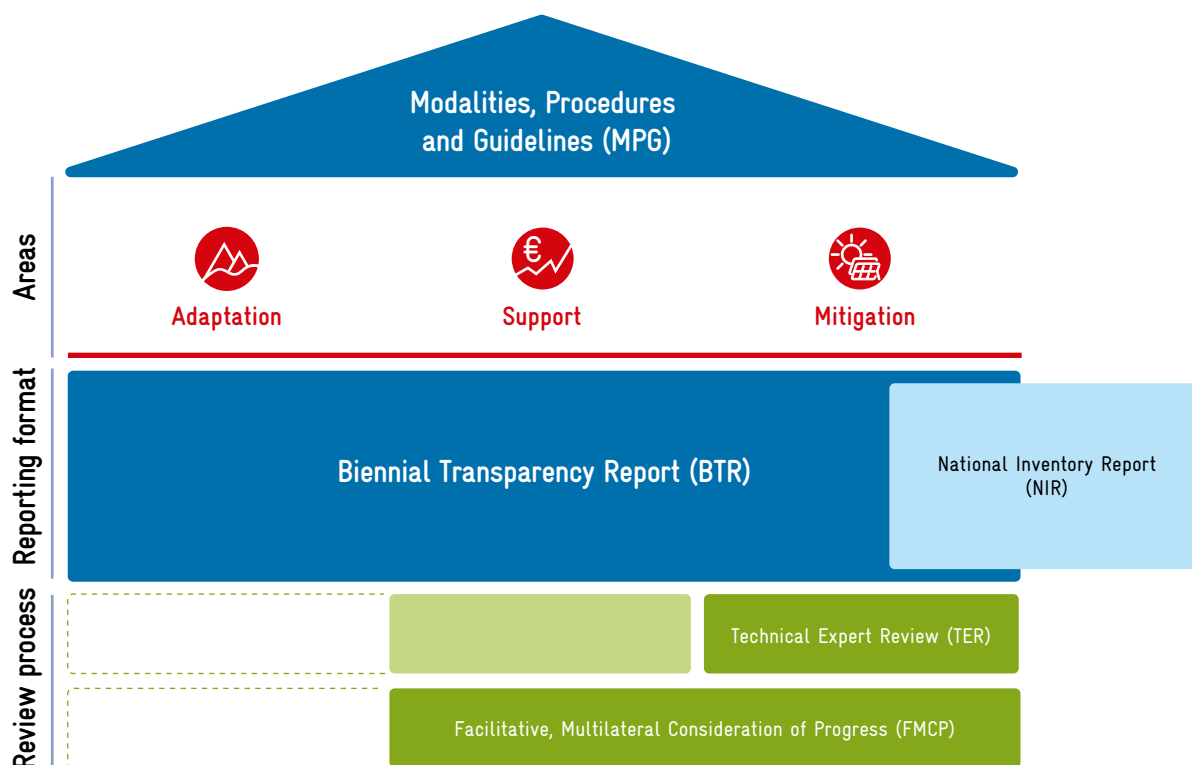 Modalities, Procedures
and Guidelines (MPG)
Areas
€
Adaptation
Support
Mitigation
Reporting format
Biennial Transparency Report (BTR)
National Inventory Report
(NIR)
Review process
Technical Expert Review (TER)
Facilitative, Multilateral Consideration of Progress (FMCP)